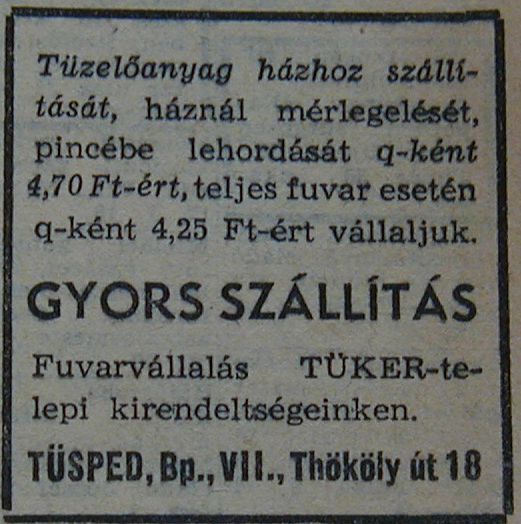 Tüzelőanyag házhoz szállí-
tását, háznál mérlegelését,
pincébe lehordását q-ként
4,70 Ft-ért, teljes fuvar esetén
q-ként 4,25 Ft-ért vállaljuk.
GYORS SZÁLLÍTÁS
Fuvarvállalás TÜKER-te-
lepi kirendeltségeinken.
TÜSPED, Bp., VII., Thököly út 18